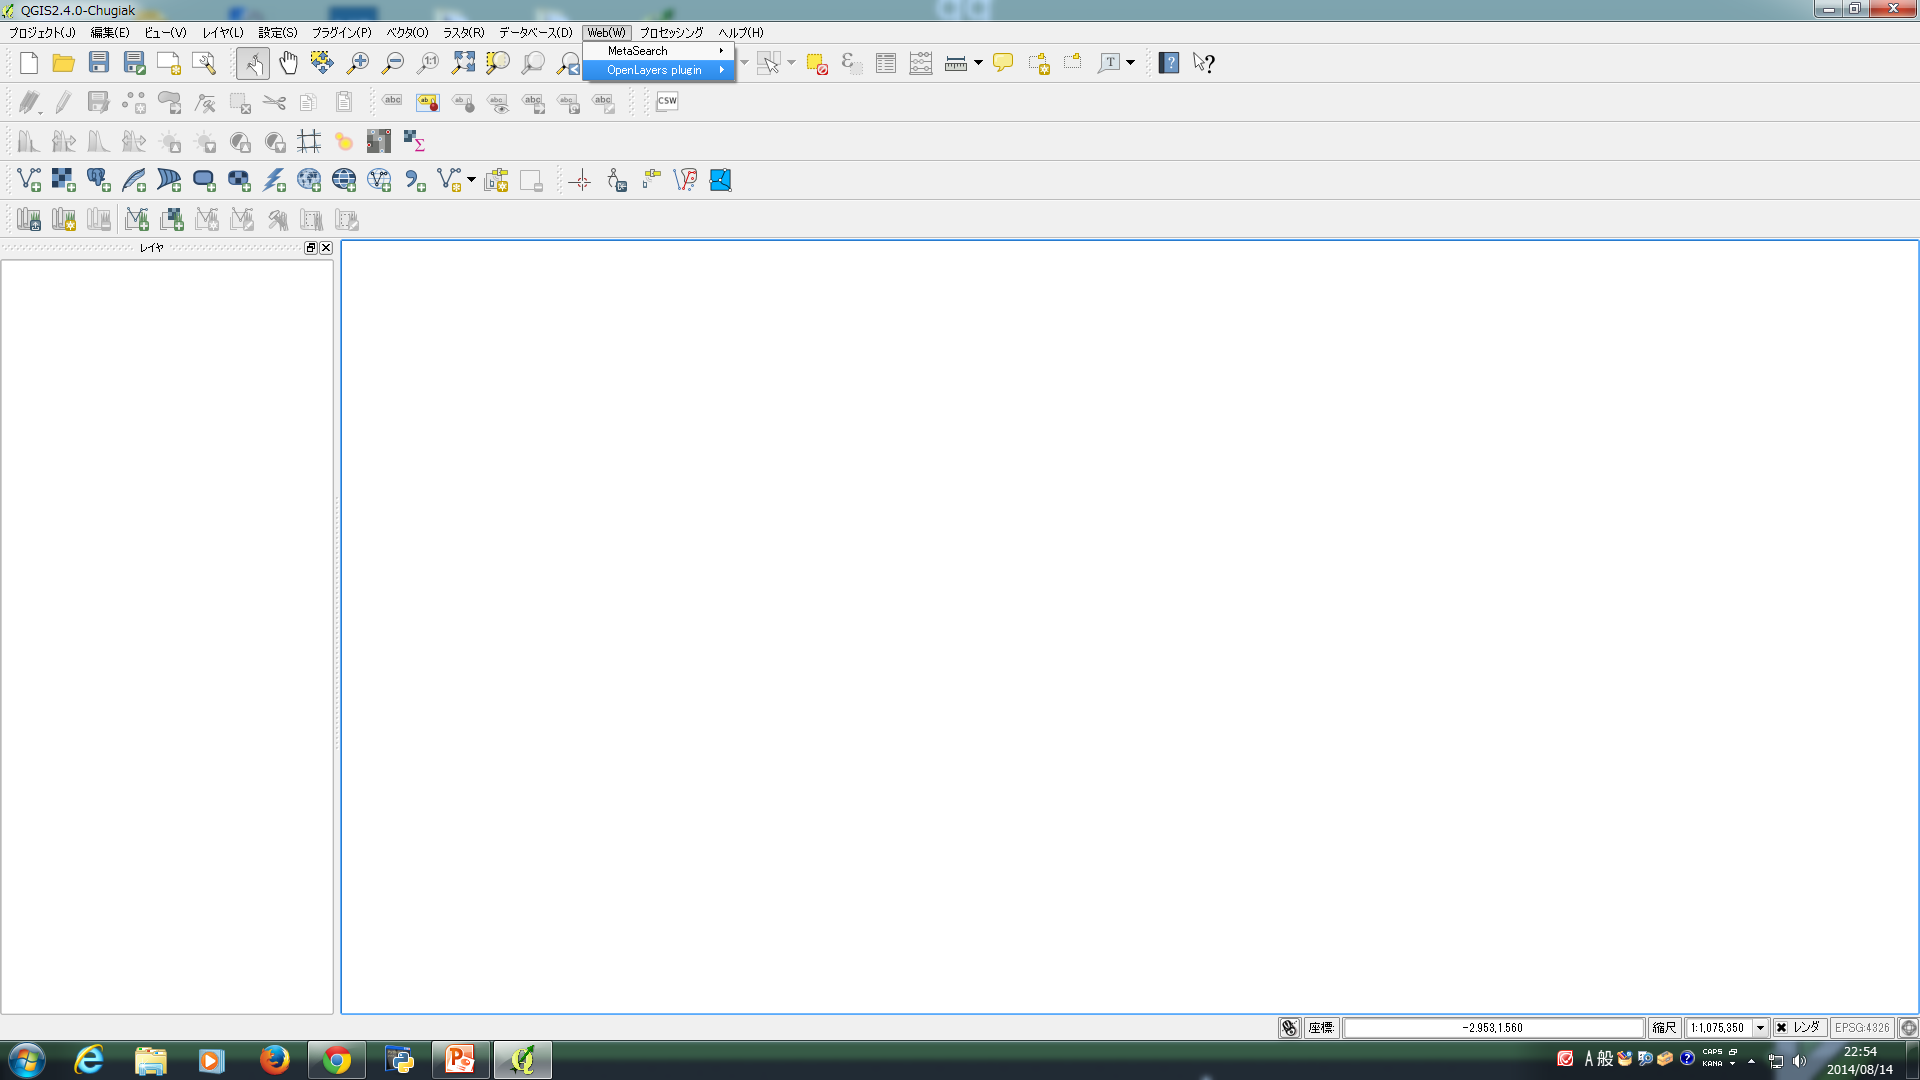 QGIS2.4.0-Chugiak
プロジェクト(J) 編集(E) ビュー(V) レイヤ(L) 設定(S) プラグイン(P) ベクタ(O) ラスタ(R) データベース(D) Web(W) プロセッシング ヘルプ(H)
MetaSearch
OpenLayers plugin
CSW
レイヤ
座標: -2.953,1.560 縮尺 1:1,075,350 レンダ EPSG:4326
A 般 CAPS KANA
22:54
2014/08/14